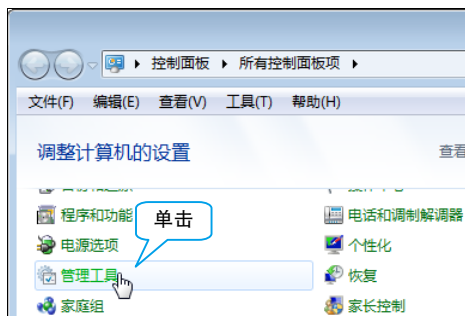 控制面板 ▸ 所有控制面板项 ▸
文件(F) 编辑(E) 查看(V) 工具(T) 帮助(H)
调整计算机的设置 查看
程序和功能 单击 电话和调制解调器
电源选项 个性化
管理工具 恢复
家庭组 家长控制